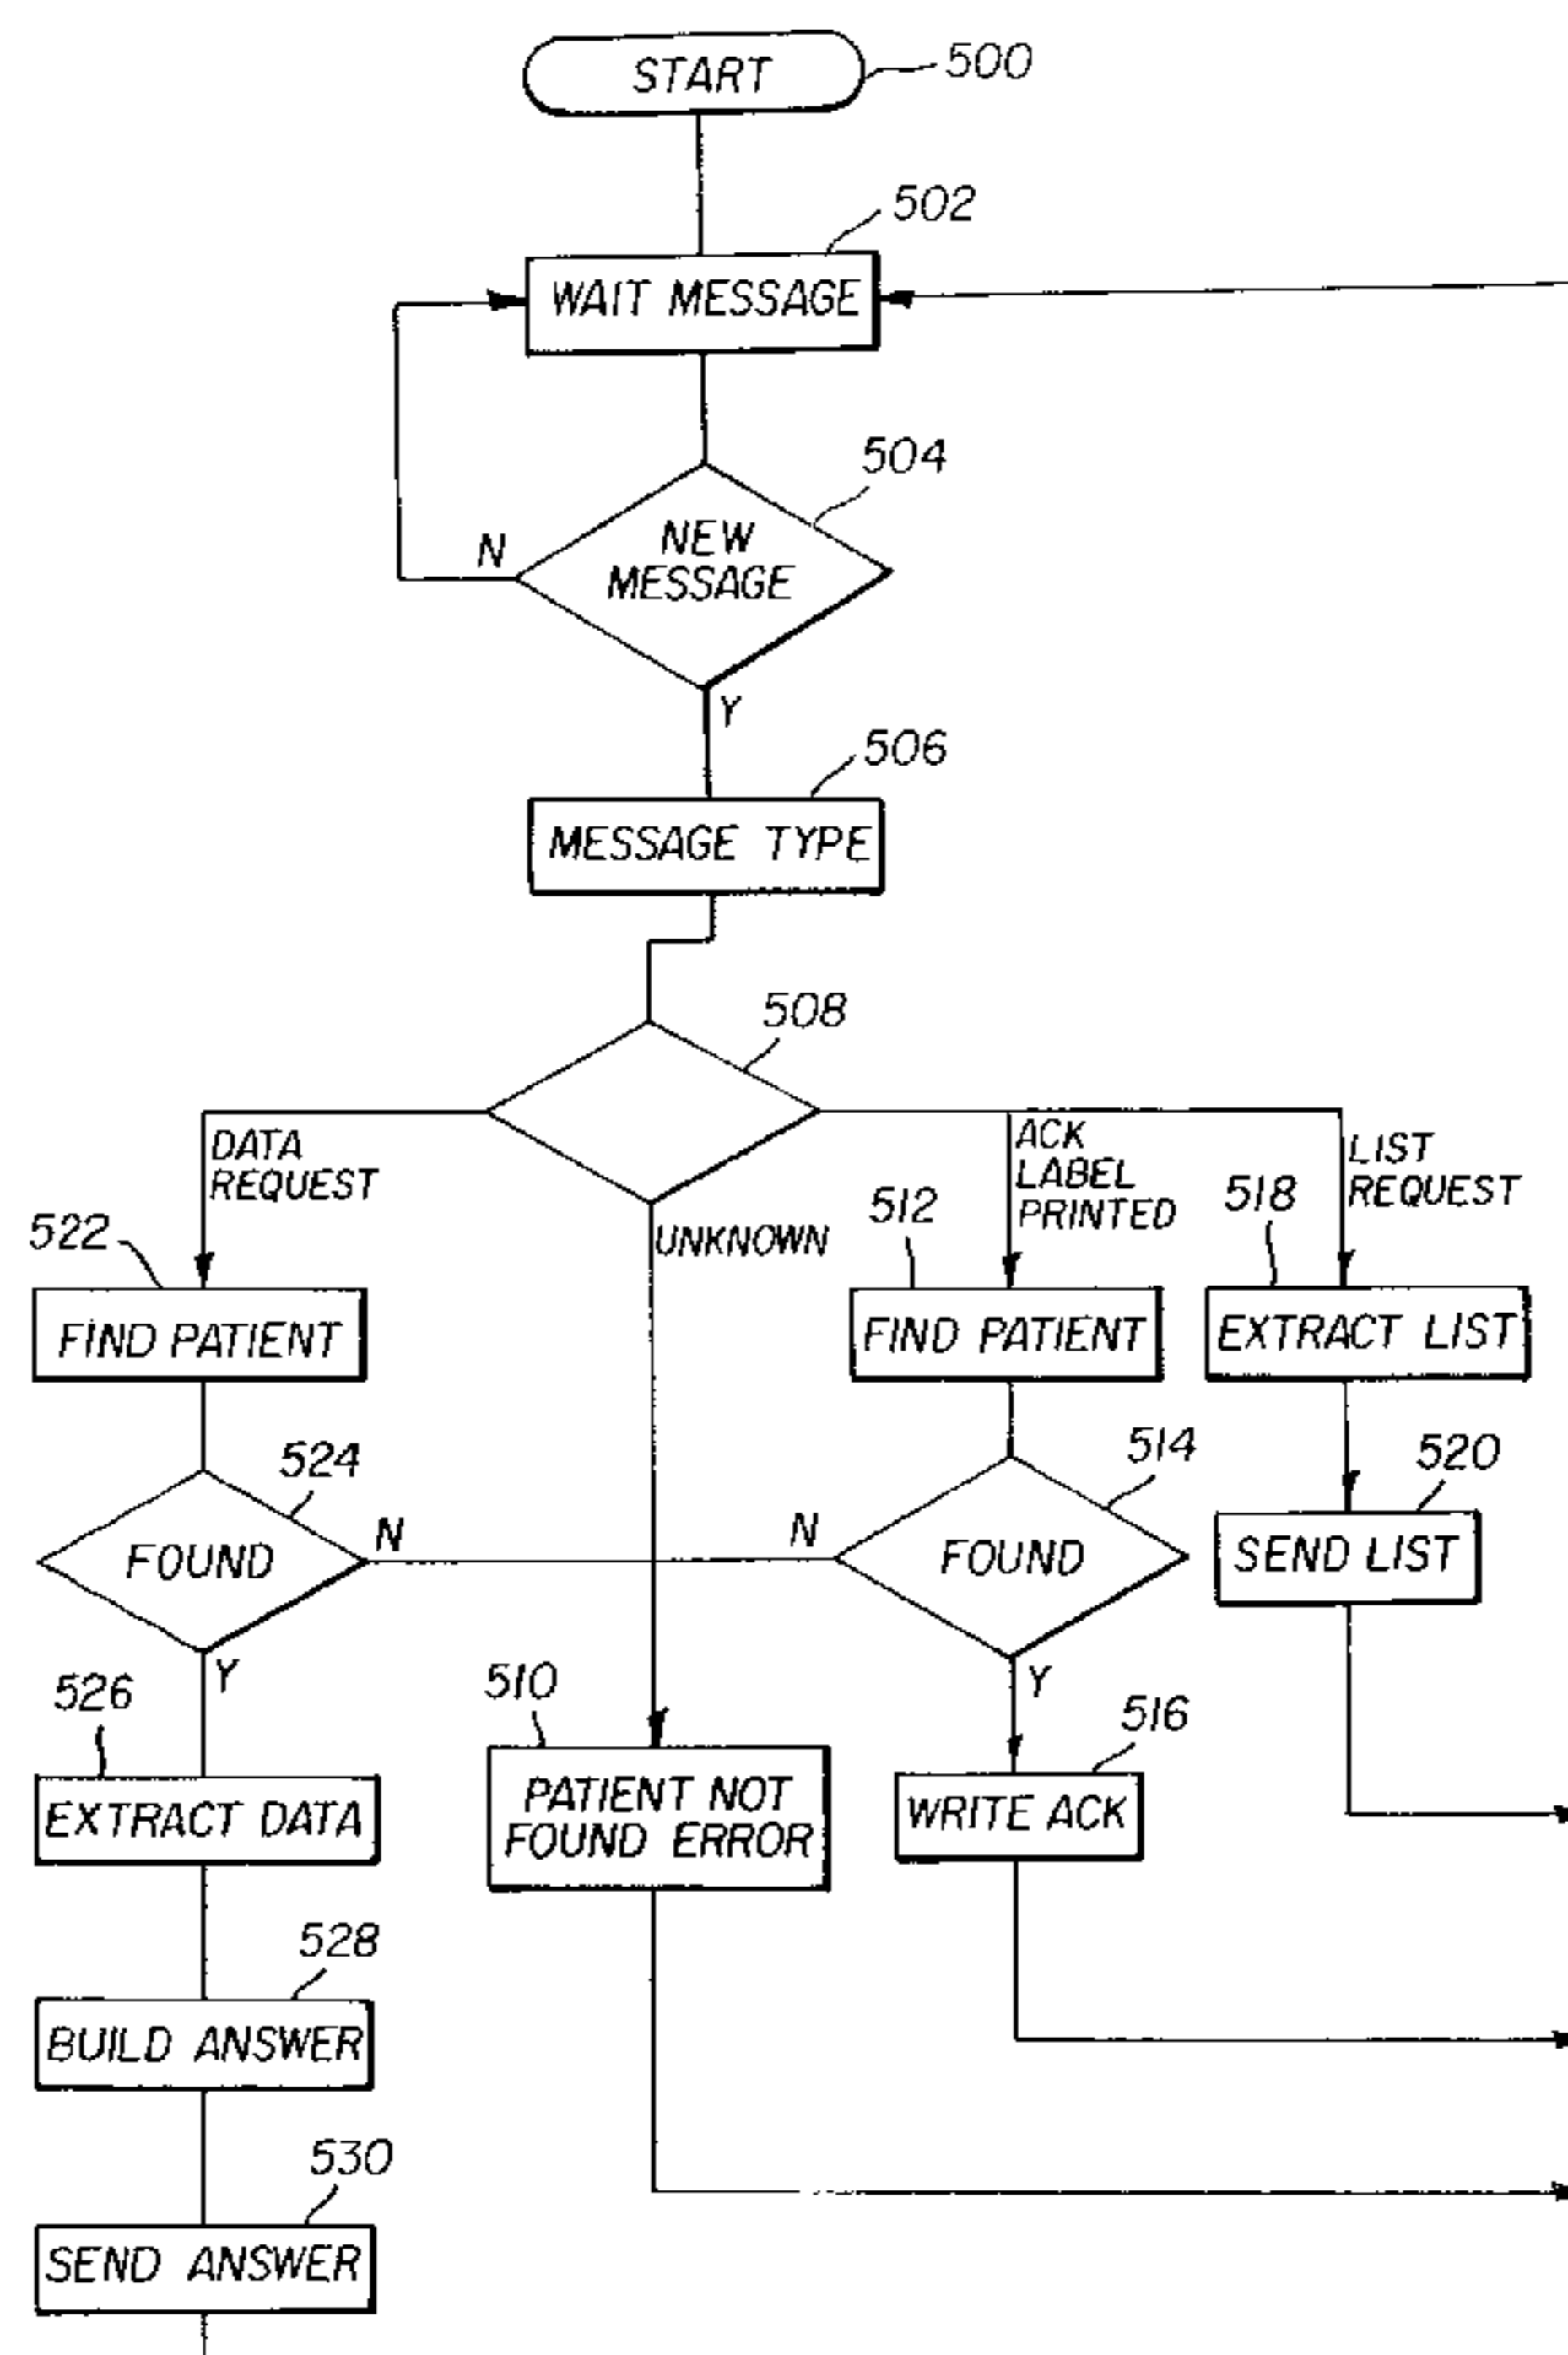 START
500
502
WAIT MESSAGE
504
N
NEW
MESSAGE
Y
506
MESSAGE TYPE
508
DATA
REQUEST
UNKNOWN
ACK
LABEL
PRINTED
LIST
REQUEST
522
512
518
FIND PATIENT
FIND PATIENT
EXTRACT LIST
524
514
520
FOUND
N
N
FOUND
SEND LIST
Y
Y
526
510
516
EXTRACT DATA
PATIENT NOT
FOUND ERROR
WRITE ACK
528
BUILD ANSWER
530
SEND ANSWER